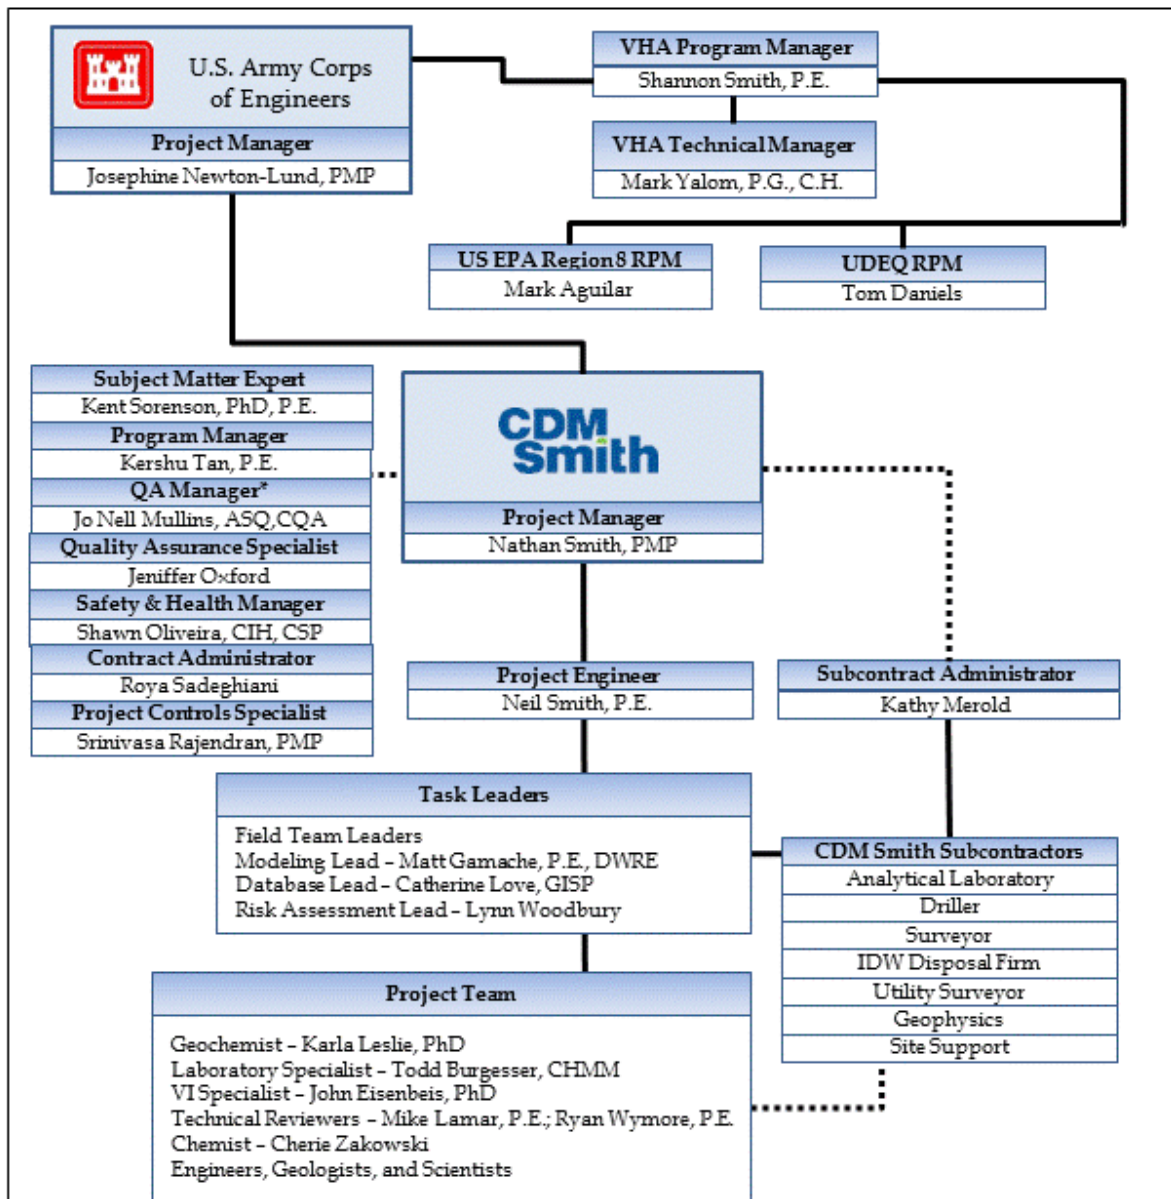 U.S. Army Corps
of Engineers
Project Manager
Josephine Newton-Lund, PMP
VHA Program Manager
Shannon Smith, P.E.
VHA Technical Manager
Mark Yalom, P.G., C.H.
US EPA Region 8 RPM
Mark Aguilar
UDEQ RPM
Tom Daniels
Subject Matter Expert
Kent Sorenson, PhD, P.E.
Program Manager
Kershu Tan, P.E.
QA Manager*
Jo Nell Mullins, ASQ,CQA
Quality Assurance Specialist
Jeniffer Oxford
Safety & Health Manager
Shawn Oliveira, CIH, CSP
Contract Administrator
Roya Sadeghiani
Project Controls Specialist
Srinivasa Rajendran, PMP
CDM
Smith
Project Manager
Nathan Smith, PMP
Project Engineer
Neil Smith, P.E.
Subcontract Administrator
Kathy Merold
Task Leaders
Field Team Leaders
Modeling Lead – Matt Gamache, P.E., DWRE
Database Lead – Catherine Love, GISP
Risk Assessment Lead – Lynn Woodbury
CDM Smith Subcontractors
Analytical Laboratory
Driller
Surveyor
IDW Disposal Firm
Utility Surveyor
Geophysics
Site Support
Project Team
Geochemist – Karla Leslie, PhD
Laboratory Specialist – Todd Burgesser, CHMM
VI Specialist – John Eisenbeis, PhD
Technical Reviewers – Mike Lamar, P.E.; Ryan Wymore, P.E.
Chemist – Cherie Zakowski
Engineers, Geologists, and Scientists